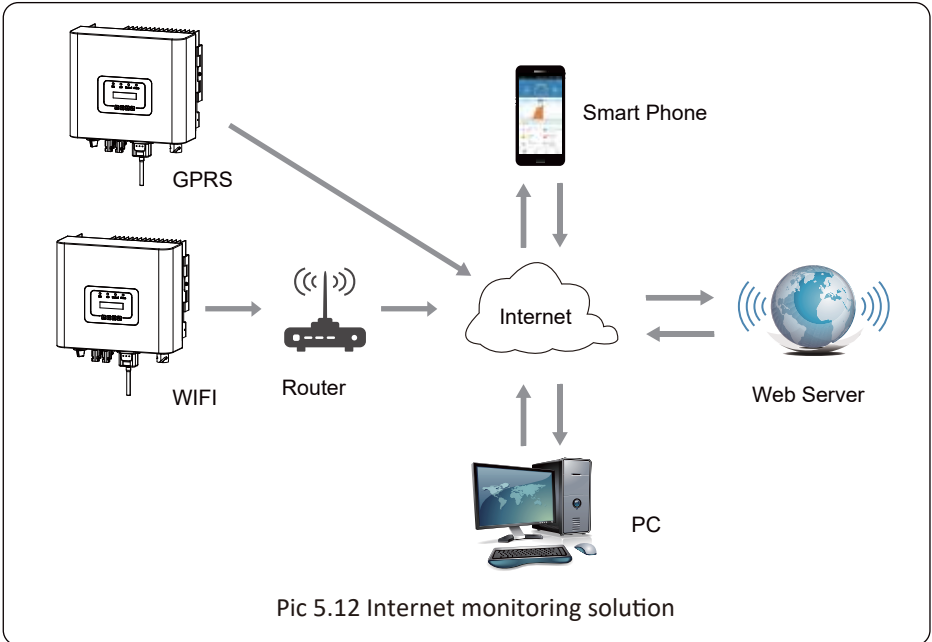 Smart Phone
GPRS
Internet
WIFI
Router
Web Server
PC
Pic 5.12 Internet monitoring solution